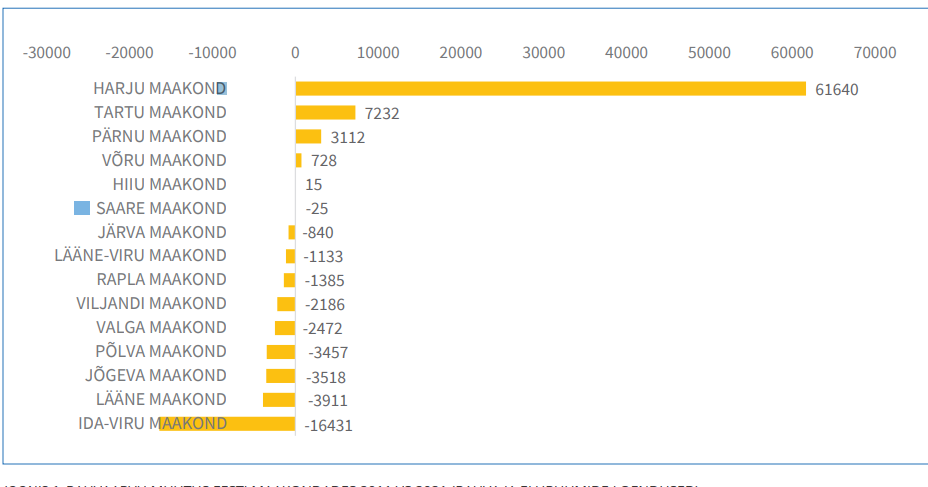 -30000 -20000 -10000 0 10000 20000 30000 40000 50000 60000 70000
HARJU MAAKOND 61640
TARTU MAAKOND 7232
PÄRNU MAAKOND 3112
VÕRU MAAKOND 728
HIIU MAAKOND 15
SAARE MAAKOND -25
JÄRVA MAAKOND -840
LÄÄNE-VIRU MAAKOND -1133
RAPLA MAAKOND -1385
VILJANDI MAAKOND -2186
VALGA MAAKOND -2472
PÕLVA MAAKOND -3457
JÕGEVA MAAKOND -3518
LÄÄNE MAAKOND -3911
IDA-VIRU MAAKOND -16431